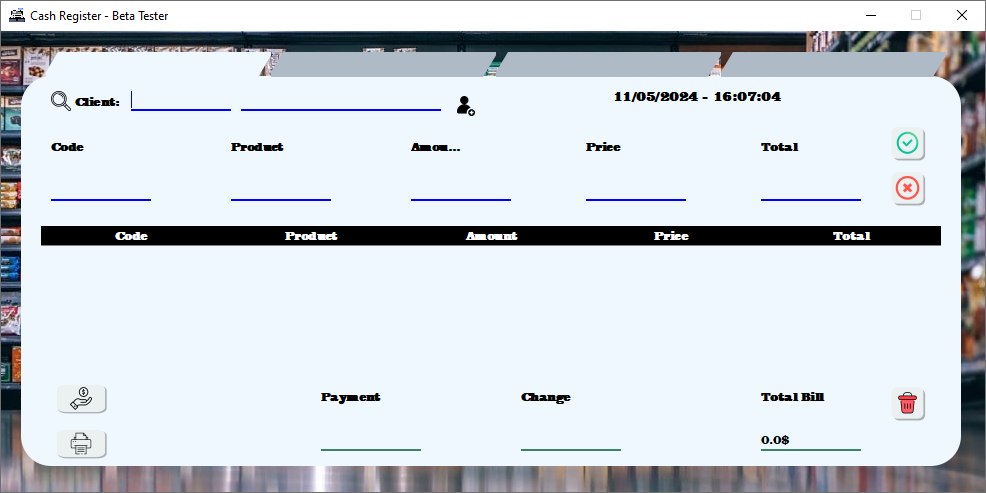 Cash Register - Beta Tester
Client:
11/05/2024 - 16:07:04
Code Product Amou... Price Total
Code Product Amount Price Total
Payment Change Total Bill
0.0$